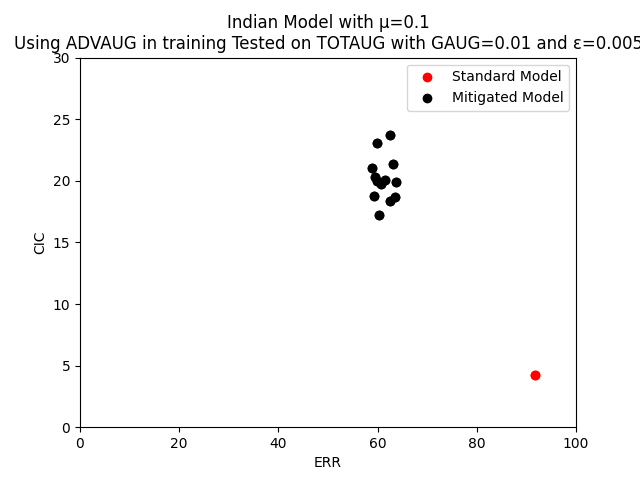 Indian Model with μ=0.1
Using ADVAUG in training Tested on TOTAUG with GAUG=0.01 and ε=0.005
30
25
20
15
10
5
0
CIC
Standard Model
Mitigated Model
0 20 40 60 80 100
ERR